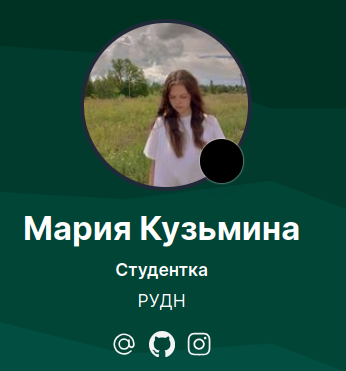 Мария Кузьмина
Студентка
РУДН